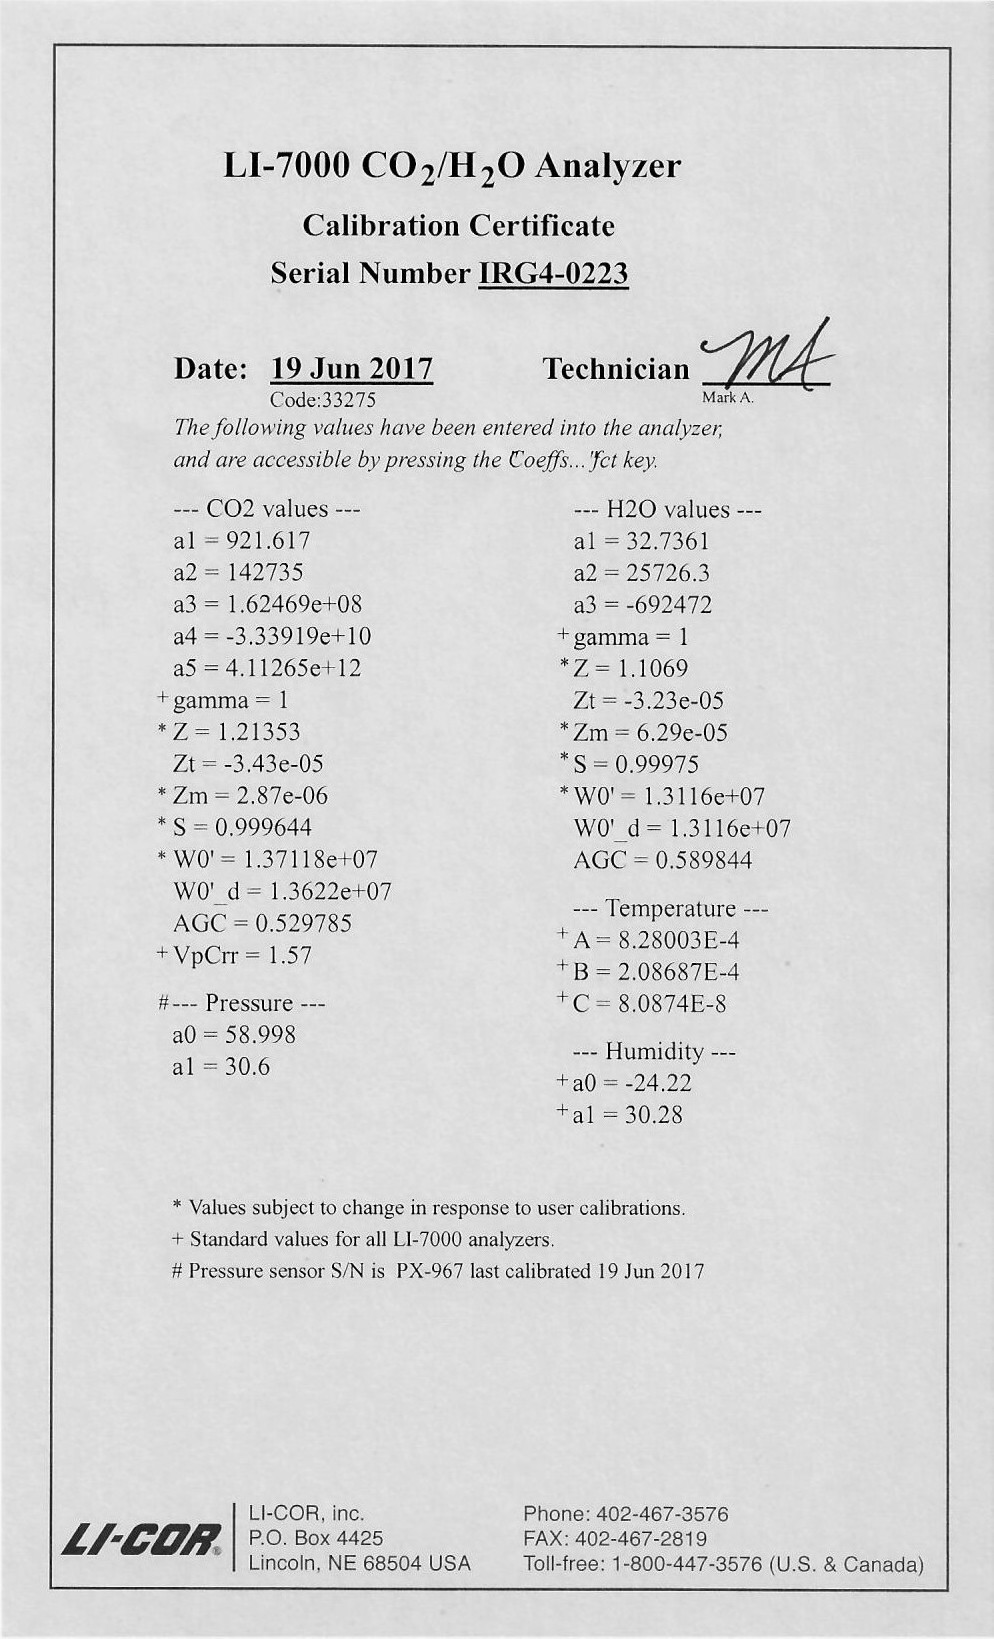 LI-7000 CO2/H2O Analyzer
Calibration Certificate
Serial Number IRG4-0223
Date: 19 Jun 2017
Technician MA
Code:33275
Mark A.
The following values have been entered into the analyzer,
and are accessible by pressing the "Coeffs..." fct key.
--- CO2 values ---
a1 = 921.617
a2 = 142735
a3 = 1.62469e+08
a4 = -3.33919e+10
a5 = 4.11265e+12
+ gamma = 1
* Z = 1.21353
Zt = -3.43e-05
* Zm = 2.87e-06
* S = 0.999644
* W0' = 1.37118e+07
W0'_d = 1.3622e+07
AGC = 0.529785
+ VpCrr = 1.57
#--- Pressure ---
a0 = 58.998
a1 = 30.6
--- H2O values ---
a1 = 32.7361
a2 = 25726.3
a3 = -692472
+ gamma = 1
* Z = 1.1069
Zt = -3.23e-05
* Zm = 6.29e-05
* S = 0.99975
* W0' = 1.3116e+07
W0'_d = 1.3116e+07
AGC = 0.589844
--- Temperature ---
+ A = 8.28003E-4
+ B = 2.08687E-4
+ C = 8.0874E-8
--- Humidity ---
+ a0 = -24.22
+ a1 = 30.28
* Values subject to change in response to user calibrations.
+ Standard values for all LI-7000 analyzers.
# Pressure sensor S/N is PX-967 last calibrated 19 Jun 2017
LI-COR®
LI-COR, inc.
P.O. Box 4425
Lincoln, NE 68504 USA
Phone: 402-467-3576
FAX: 402-467-2819
Toll-free: 1-800-447-3576 (U.S. & Canada)